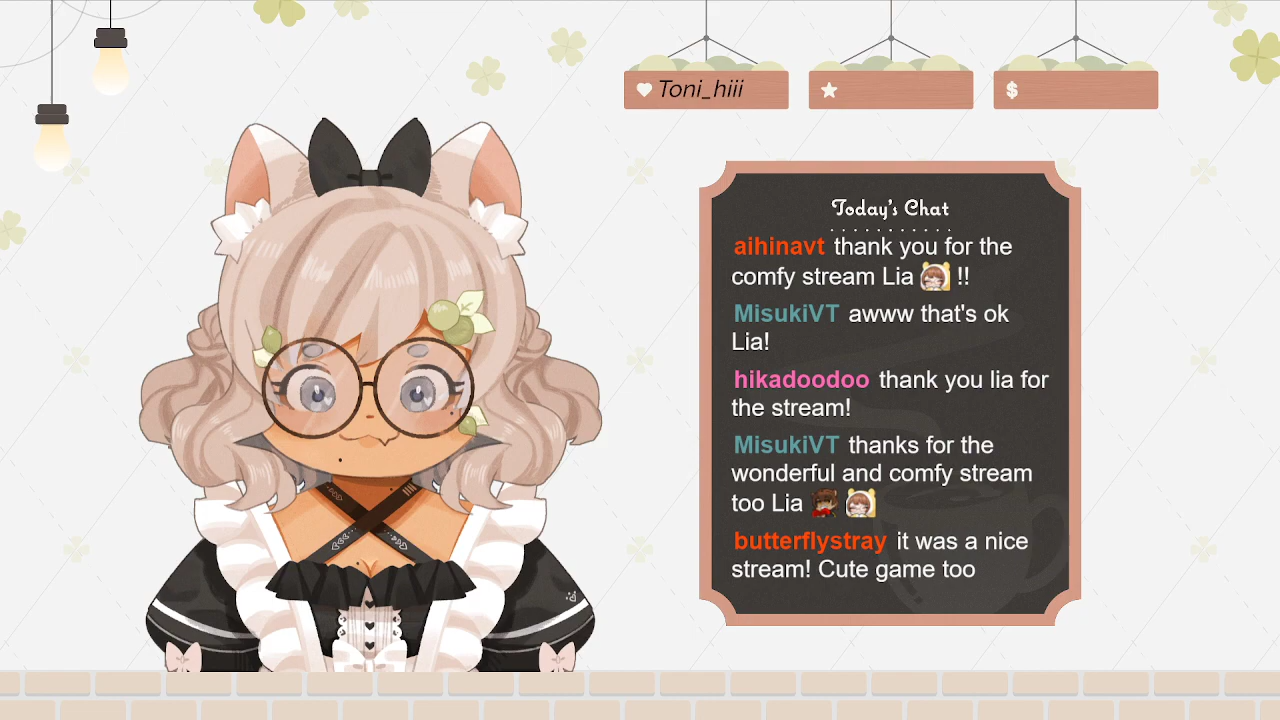 Toni_hiii
$
Today's Chat
aihinavt thank you for the
comfy stream Lia !!
MisukiVT awww that's ok
Lia!
hikadoodoo thank you lia for
the stream!
MisukiVT thanks for the
wonderful and comfy stream
too Lia
butterflystray it was a nice
stream! Cute game too